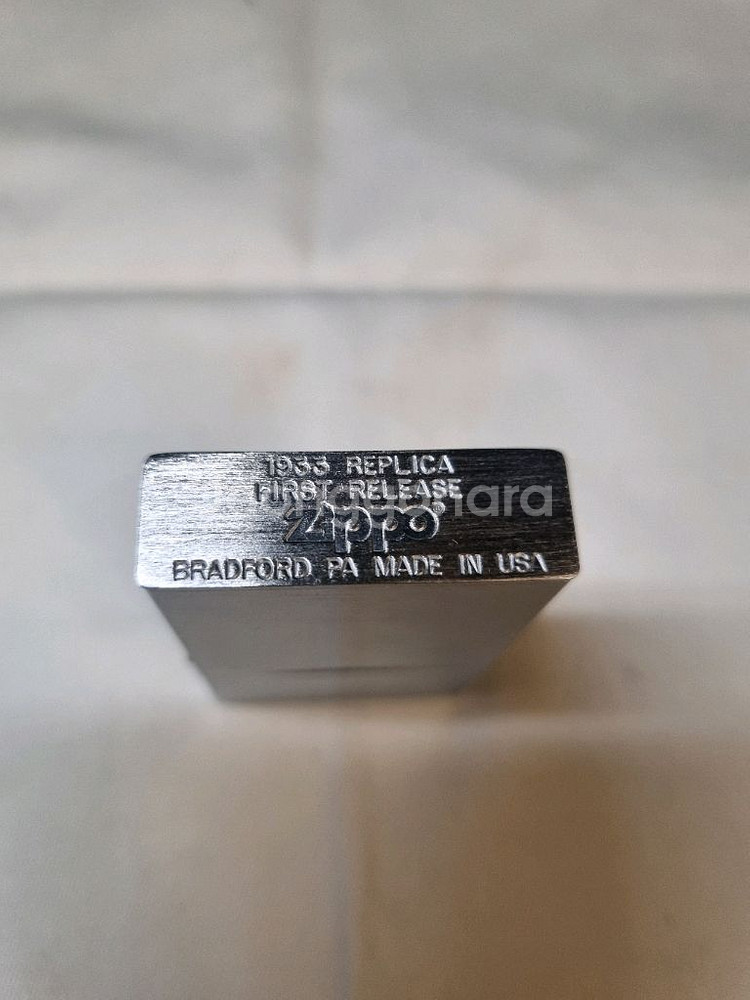 1933 REPLICA
FIRST RELEASE
Zippo®
BRADFORD PA MADE IN USA